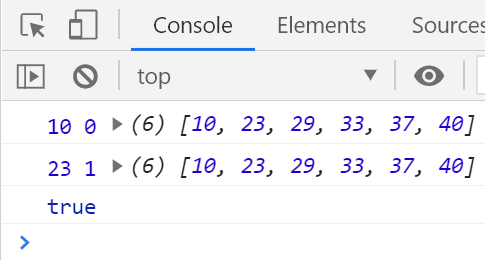 Console Elements Sources
top
10 0 (6) [10, 23, 29, 33, 37, 40]
23 1 (6) [10, 23, 29, 33, 37, 40]
true